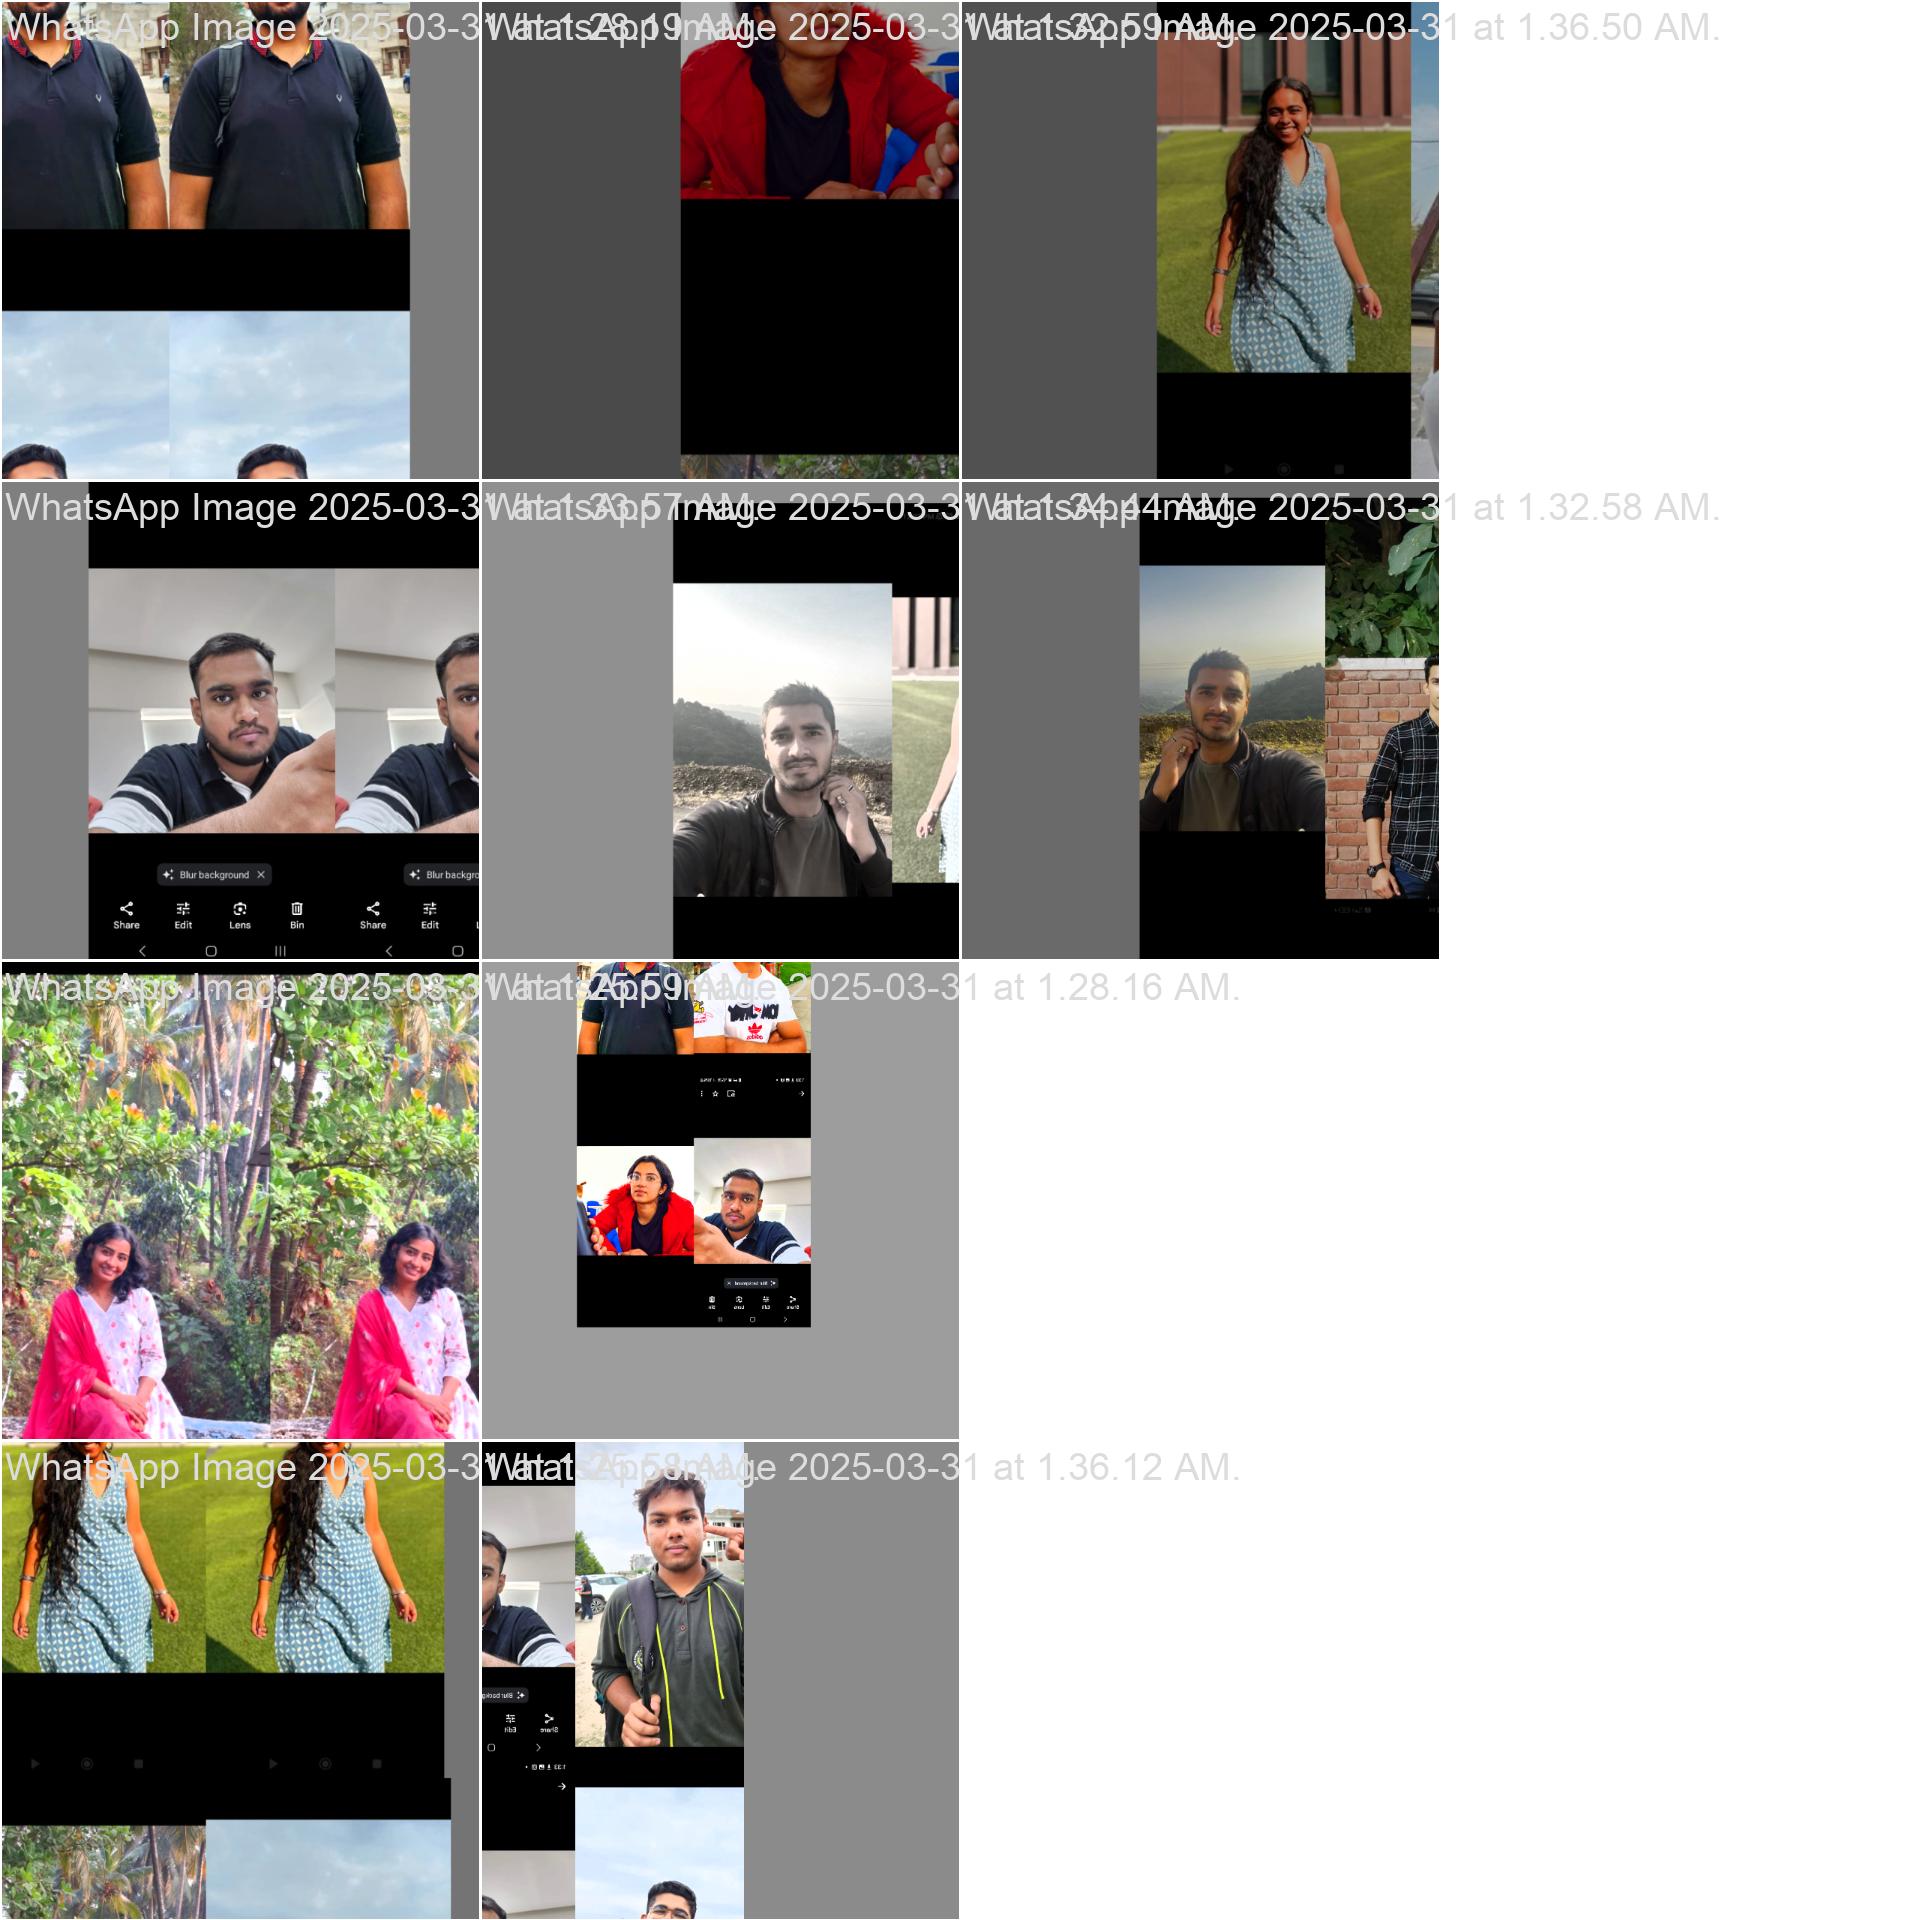 WhatsApp Image 2025-03-31 at 1.28.19 AM.
WhatsApp Image 2025-03-31 at 1.32.59 AM.
WhatsApp Image 2025-03-31 at 1.36.50 AM.
WhatsApp Image 2025-03-31 at 1.33.57 AM.
WhatsApp Image 2025-03-31 at 1.34.44 AM.
WhatsApp Image 2025-03-31 at 1.32.58 AM.
Blur background
Blur backgro
Share Edit Lens Bin Share Edit
WhatsApp Image 2025-03-31 at 1.25.59 AM.
WhatsApp Image 2025-03-31 at 1.28.16 AM.
WhatsApp Image 2025-03-31 AM.
WhatsApp Image 2025-03-31 at 1.36.12 AM.
Edit Share